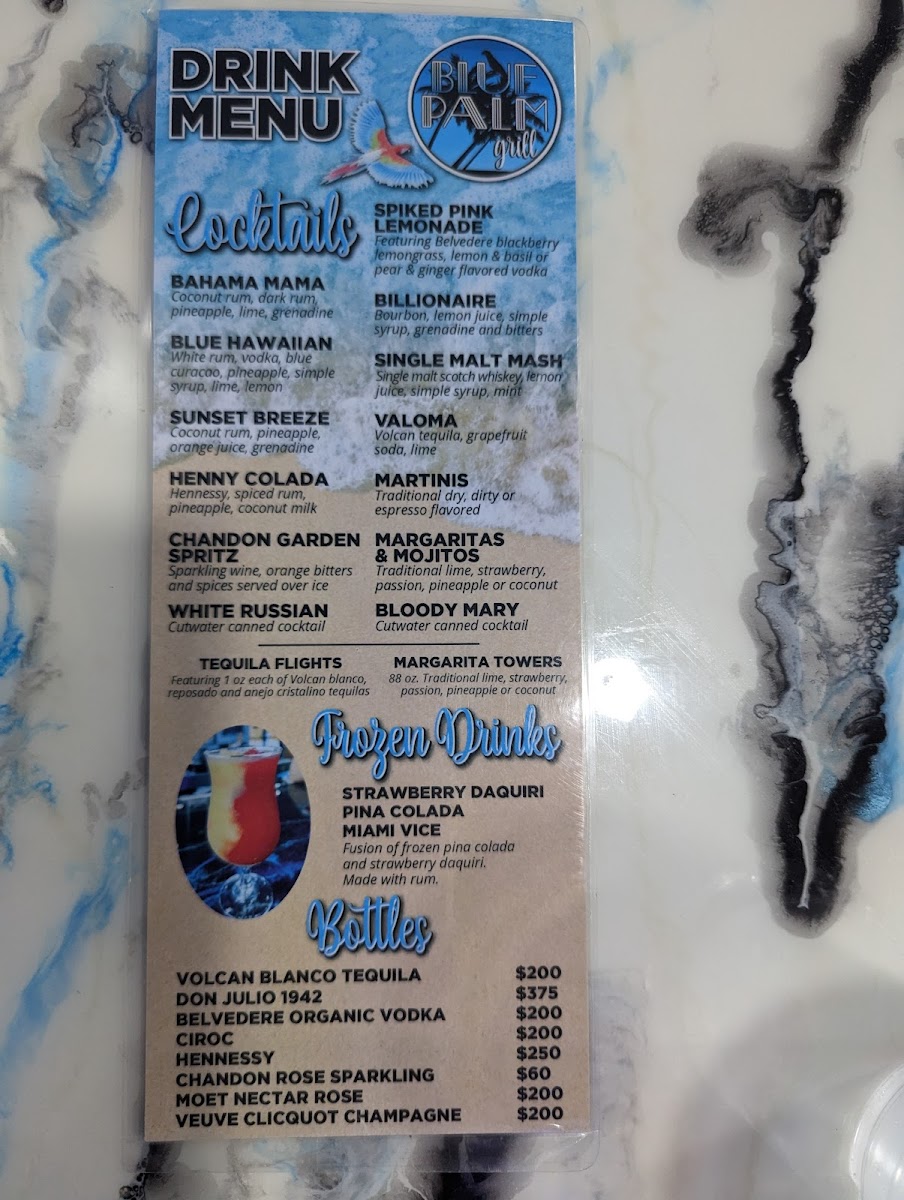 DRINK
MENU
BLUE
PALM
grill
Cocktails
BAHAMA MAMA
Coconut rum, dark rum,
pineapple, lime, grenadine
BLUE HAWAIIAN
White rum, vodka, blue
curacao, pineapple, simple
syrup, lime, lemon
SUNSET BREEZE
Coconut rum, pineapple,
orange juice, grenadine
HENNY COLADA
Hennessy, spiced rum,
pineapple, coconut milk
CHANDON GARDEN
SPRITZ
Sparkling wine, orange bitters
and spices served over ice
WHITE RUSSIAN
Cutwater canned cocktail
SPIKED PINK
LEMONADE
Featuring Belvedere blackberry
lemongrass, lemon & basil or
pear & ginger flavored vodka
BILLIONAIRE
Bourbon, lemon juice, simple
syrup, grenadine and bitters
SINGLE MALT MASH
Single malt scotch whiskey, lemon
juice, simple syrup, mint
VALOMA
Volcan tequila, grapefruit
soda, lime
MARTINIS
Traditional dry, dirty or
espresso flavored
MARGARITAS
& MOJITOS
Traditional lime, strawberry,
passion, pineapple or coconut
BLOODY MARY
Cutwater canned cocktail
TEQUILA FLIGHTS
Featuring 1 oz each of Volcan blanco,
reposado and anejo cristalino tequilas
MARGARITA TOWERS
88 oz. Traditional lime, strawberry,
passion, pineapple or coconut
Frozen Drinks
STRAWBERRY DAQUIRI
PINA COLADA
MIAMI VICE
Fusion of frozen pina colada
and strawberry daquiri.
Made with rum.
Bottles
VOLCAN BLANCO TEQUILA $200
DON JULIO 1942 $375
BELVEDERE ORGANIC VODKA $200
CIROC $200
HENNESSY $250
CHANDON ROSE SPARKLING $60
MOET NECTAR ROSE $200
VEUVE CLICQUOT CHAMPAGNE $200